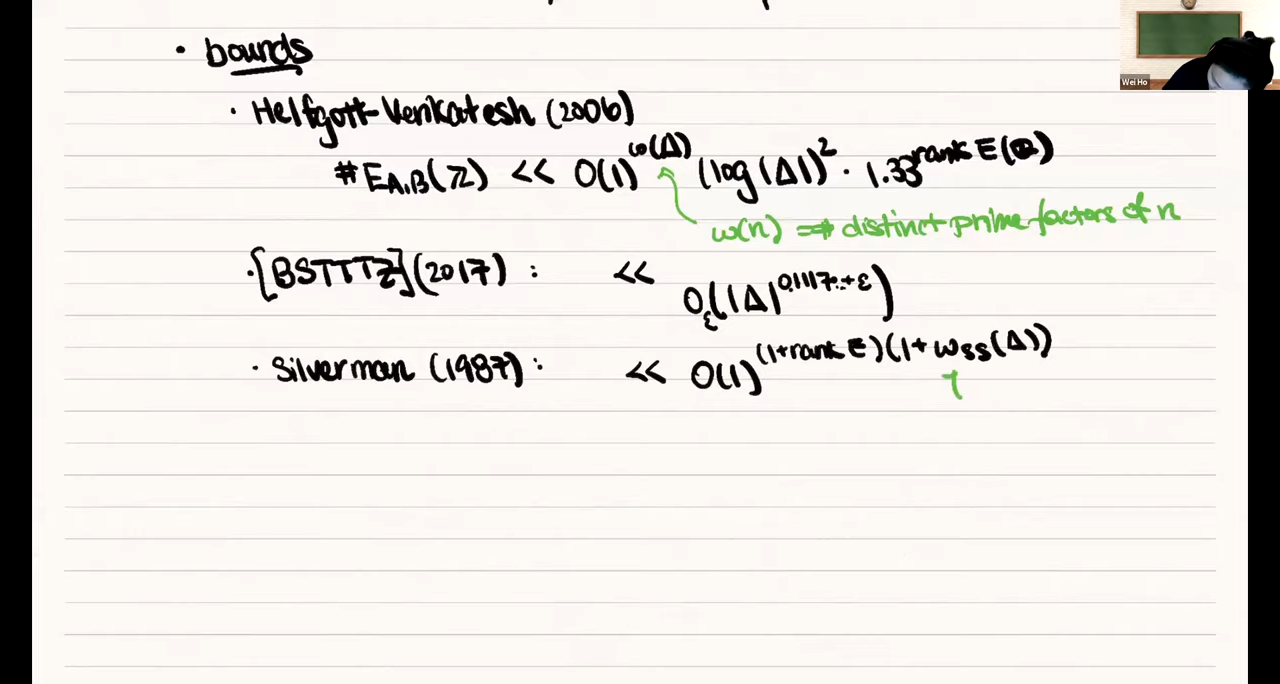 • bounds
Wei Ho
· Helfgott-Venkatesh (2006)
# E_{A,B}(ℤ) << O(1)^{ω(Δ)} (log|Δ|)^2 · 1.33^{rank E(ℚ)}
ω(n) = # distinct prime factors of n
· [BSTTTZ] (2017) : << O_ε(|Δ|^{0.1117...+ε})
· Silverman (1987) : << O(1)^{(1+rank E)(1+ω_{ss}(Δ))}